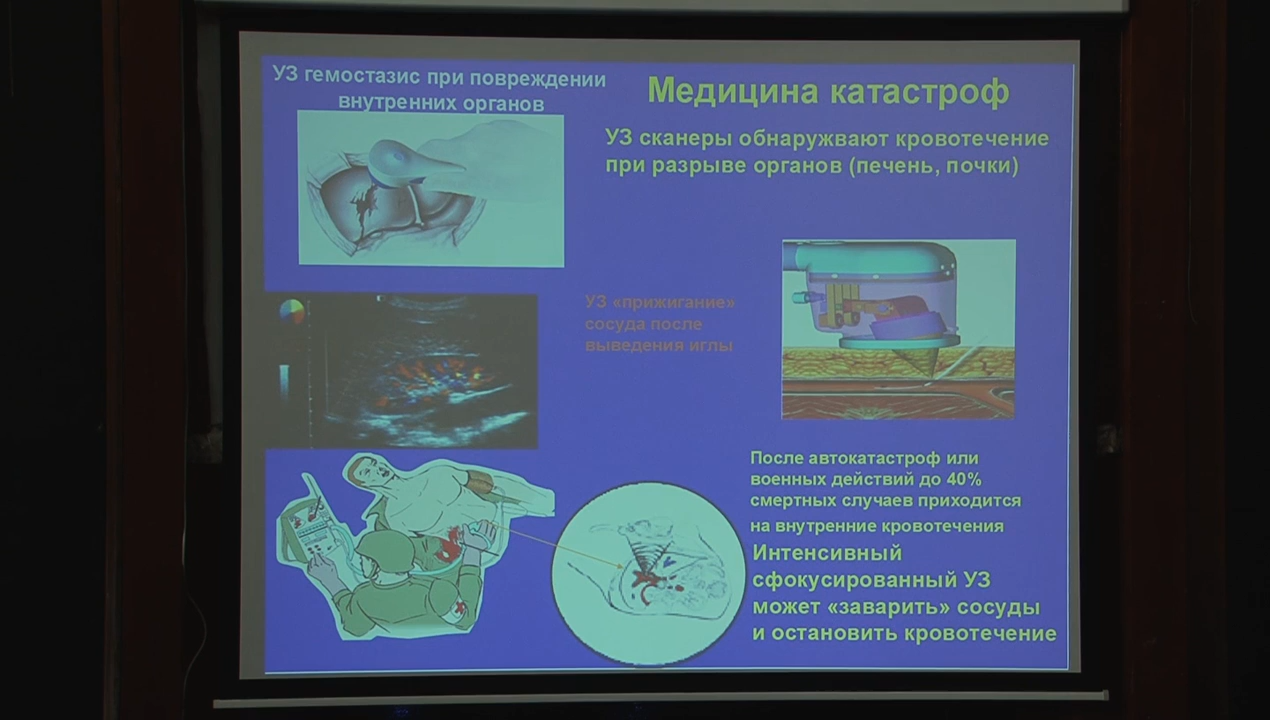 УЗ гемостазис при повреждении
внутренних органов
Медицина катастроф
УЗ сканеры обнаружвают кровотечение
при разрыве органов (печень, почки)
УЗ «прижигание»
сосуда после
выведения иглы
После автокатастроф или
военных действий до 40%
смертных случаев приходится
на внутренние кровотечения
Интенсивный
сфокусированный УЗ
может «заварить» сосуды
и остановить кровотечение